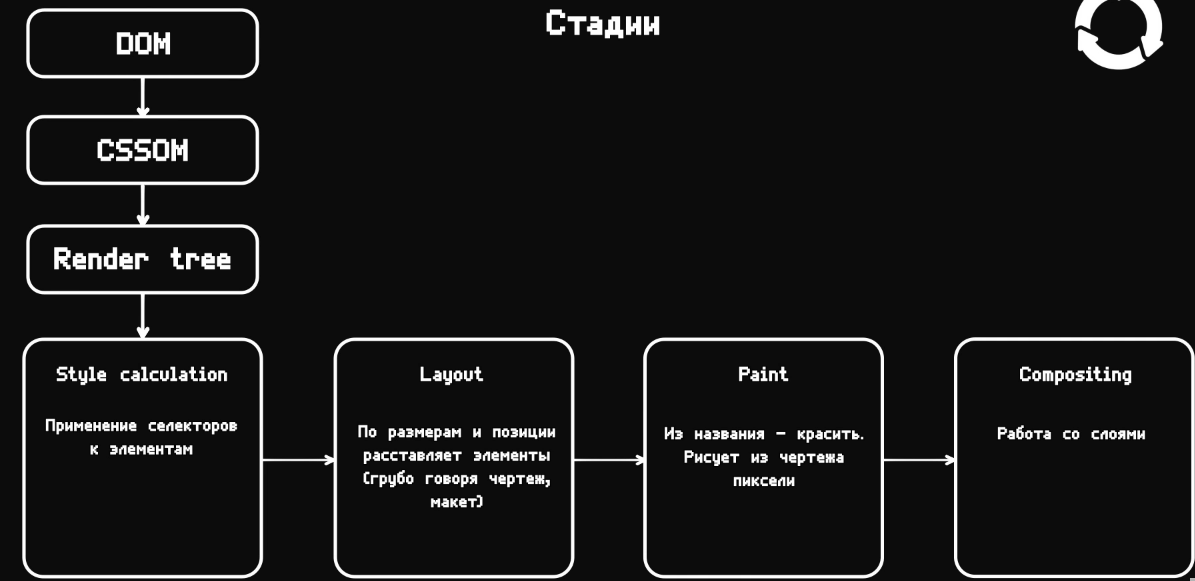 Стадии
DOM
CSSOM
Render tree
Style calculation
Применение селекторов
к элементам
Layout
По размерам и позиции
расставляет элементы
(грубо говоря чертеж,
макет)
Paint
Из названия – красить.
Рисует из чертежа
пиксели
Compositing
Работа со слоями